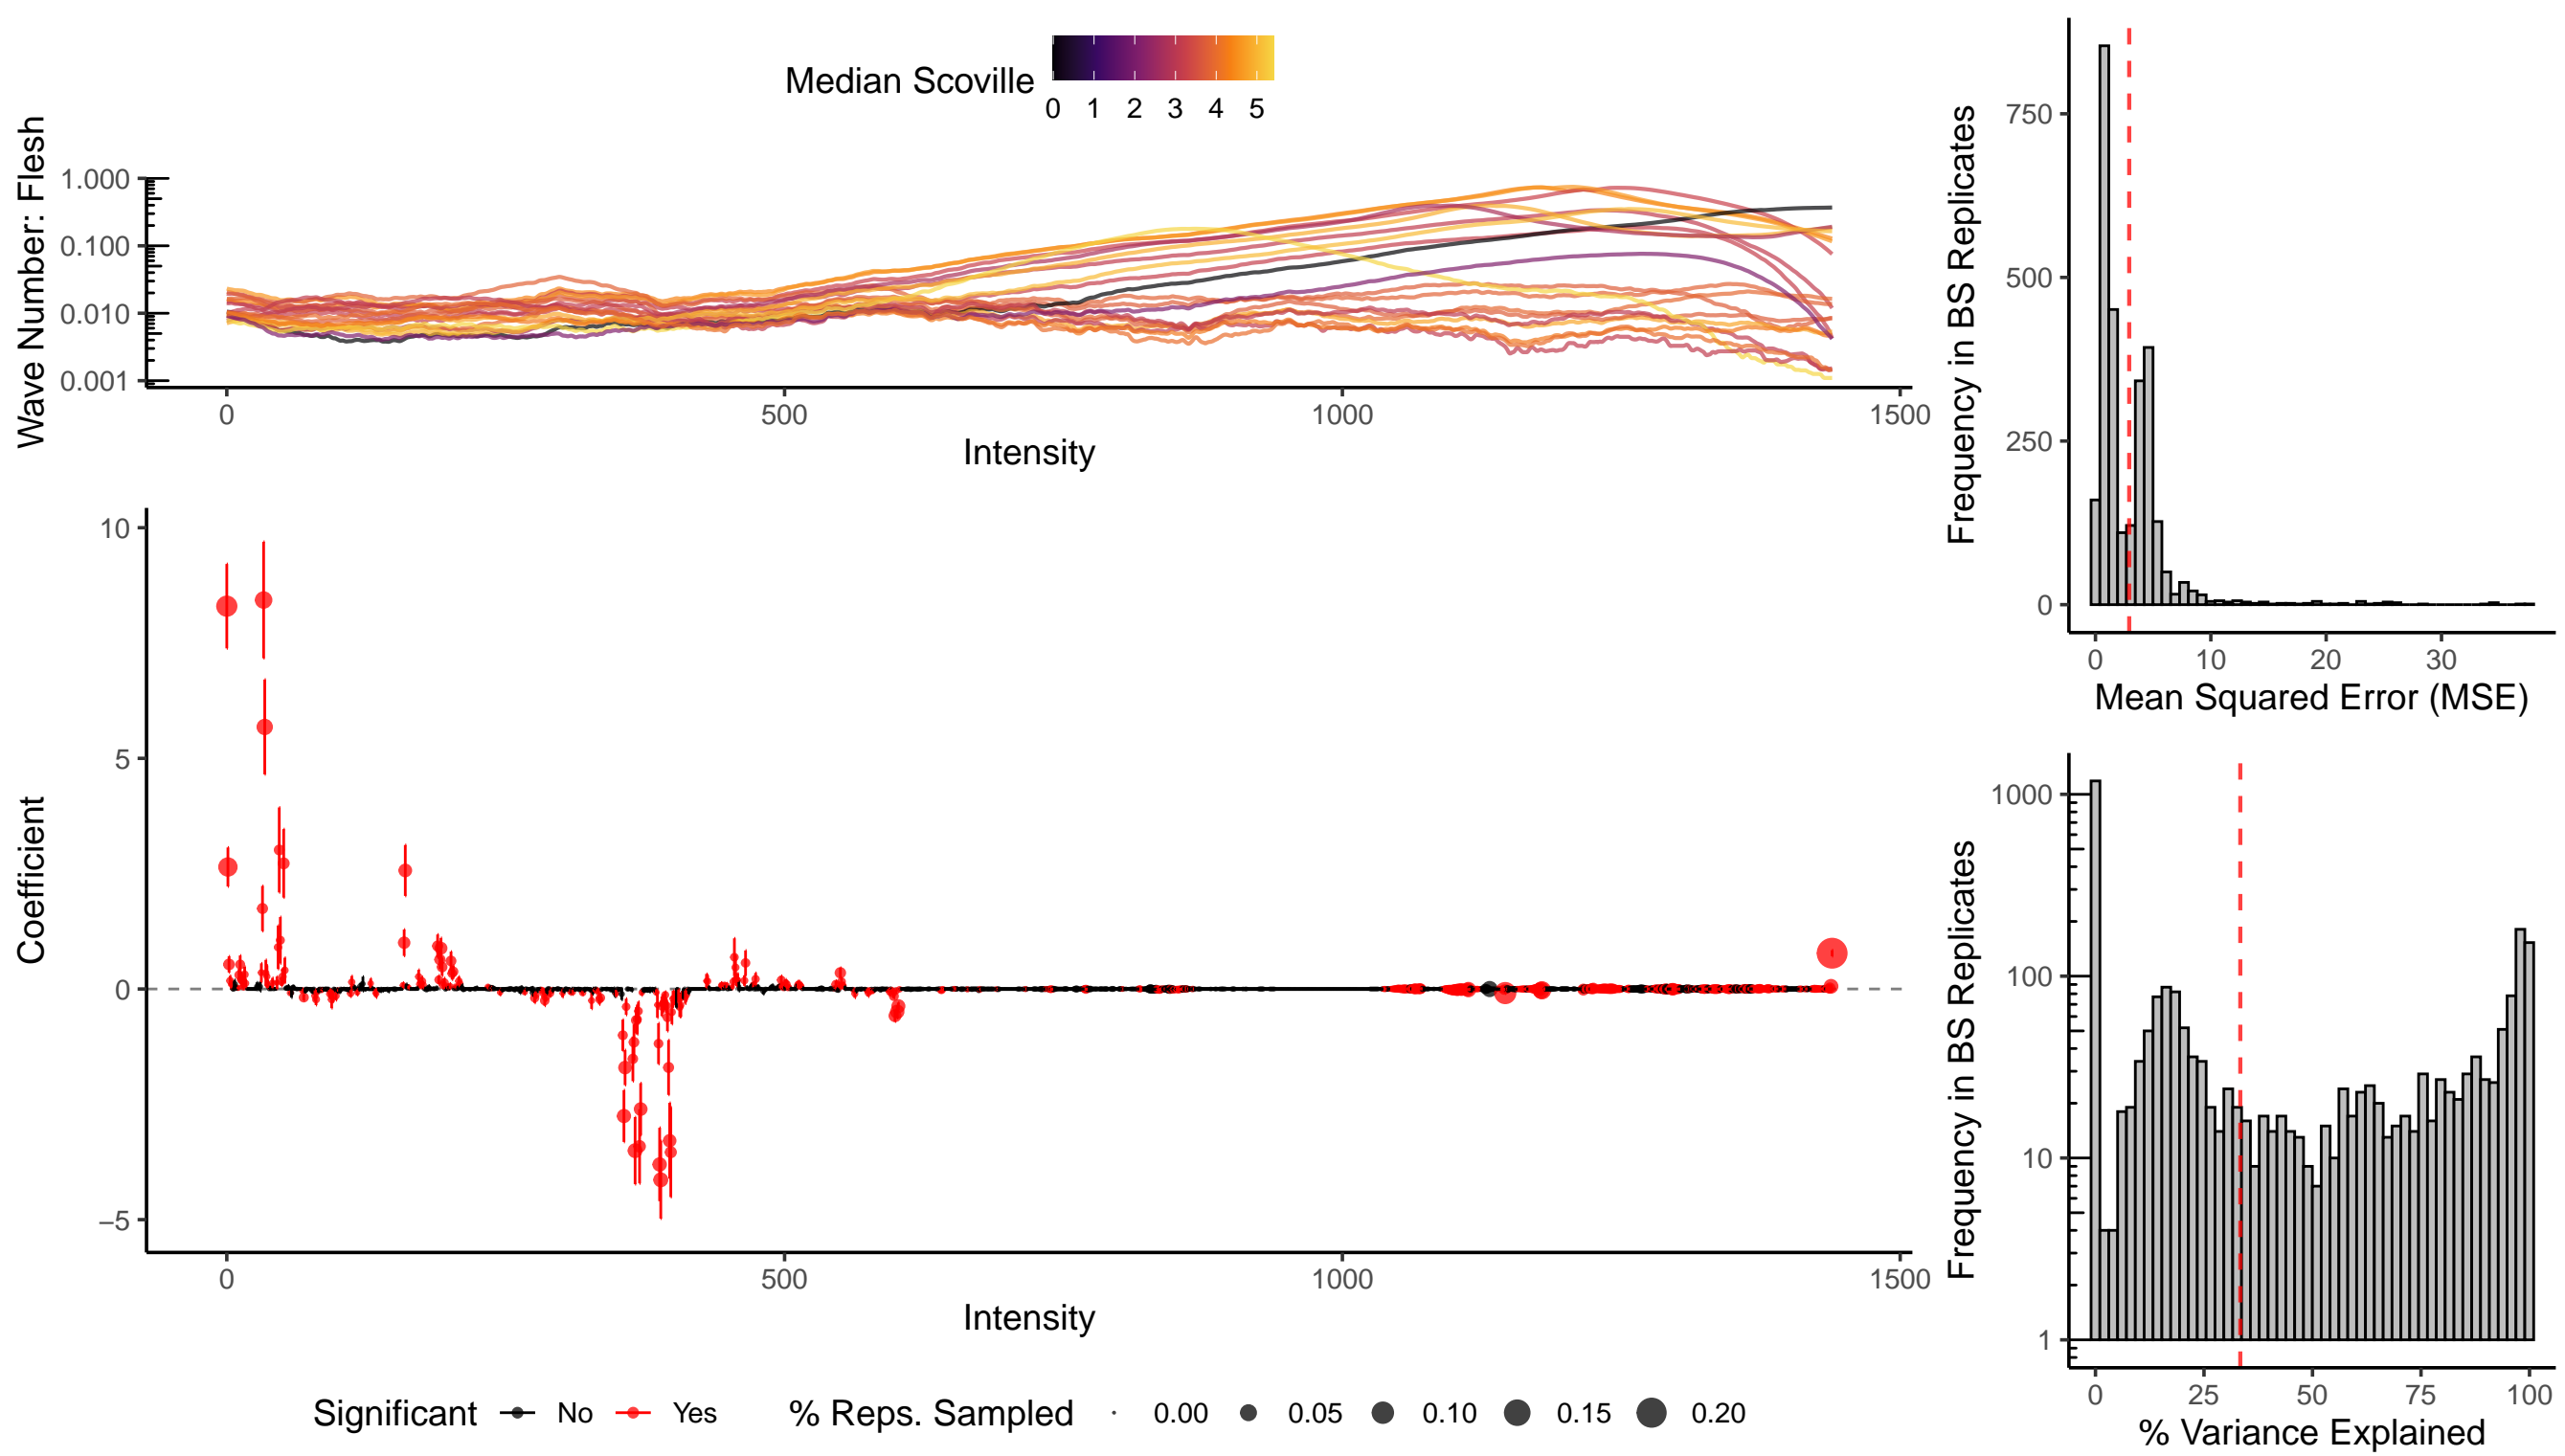 Median Scoville
0 1 2 3 4 5
Wave Number: Flesh
1.000
0.100
0.010
0.001
0 500 1000 1500
Intensity
Coefficient
10
5
0
−5
0 500 1000 1500
Intensity
Significant No Yes % Reps. Sampled 0.00 0.05 0.10 0.15 0.20
Frequency in BS Replicates
750
500
250
0
0 10 20 30
Mean Squared Error (MSE)
Frequency in BS Replicates
1000
100
10
1
0 25 50 75 100
% Variance Explained